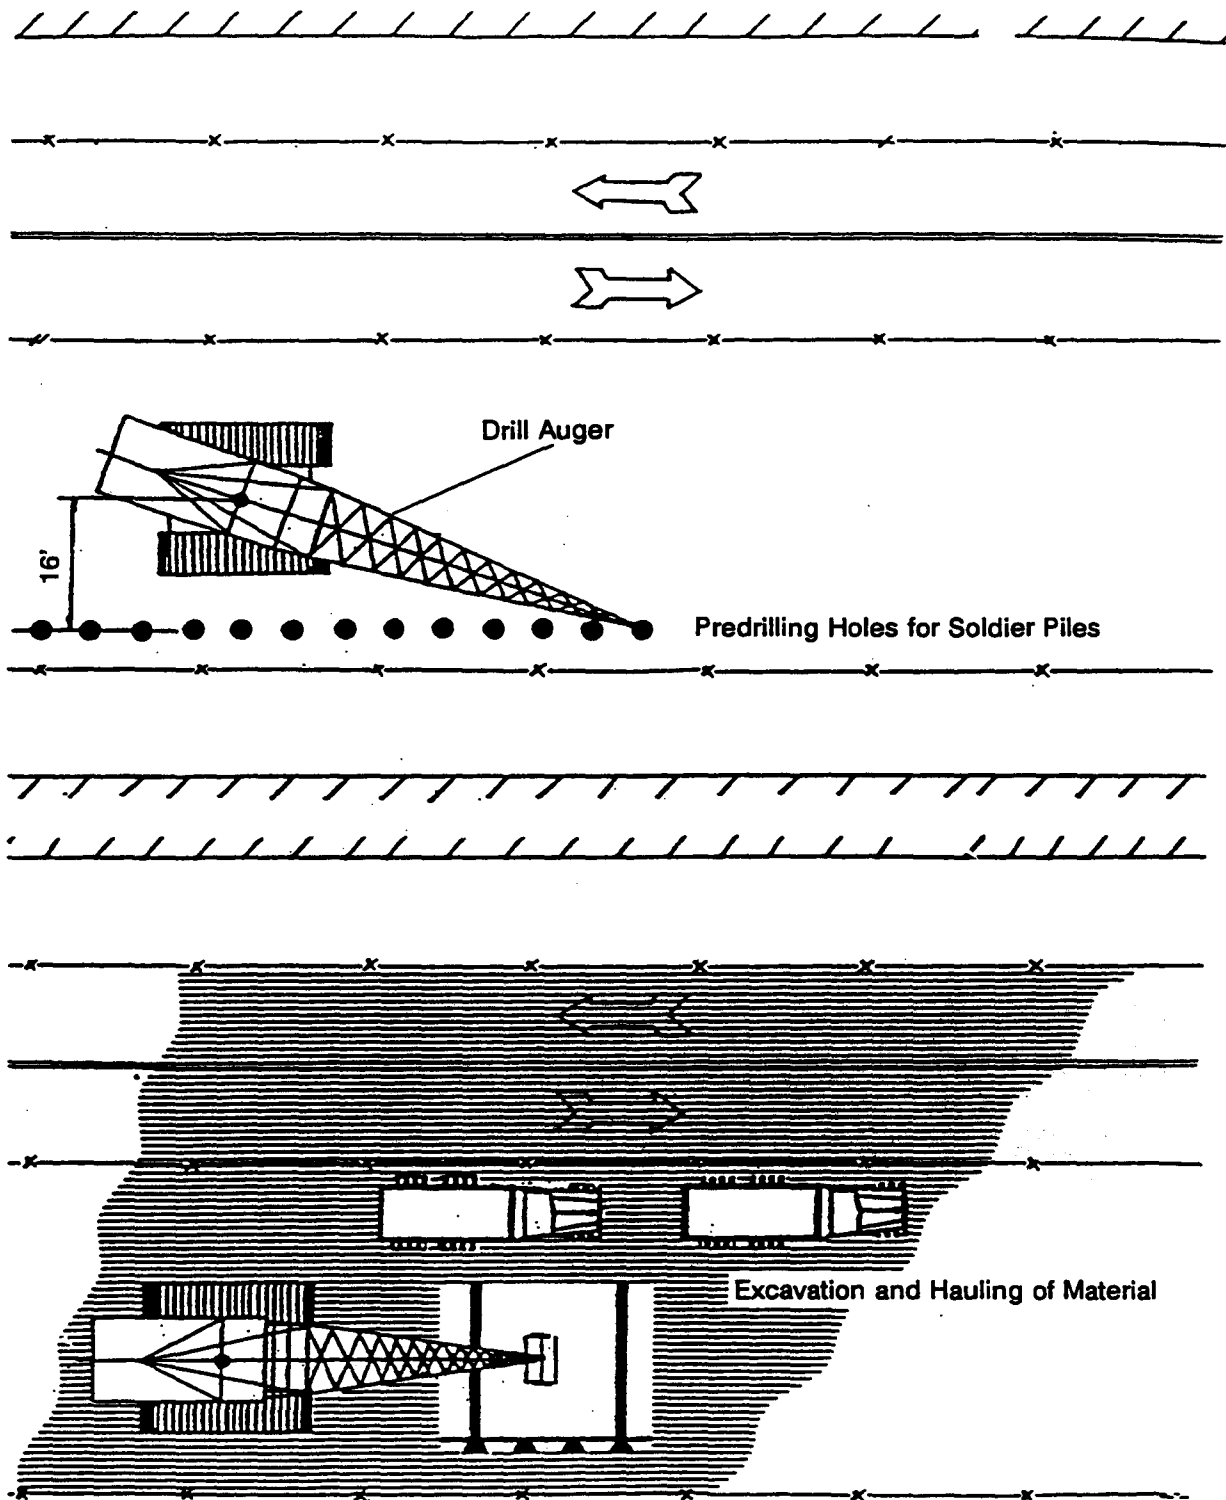 Drill Auger
16'
Predrilling Holes for Soldier Piles
Excavation and Hauling of Material